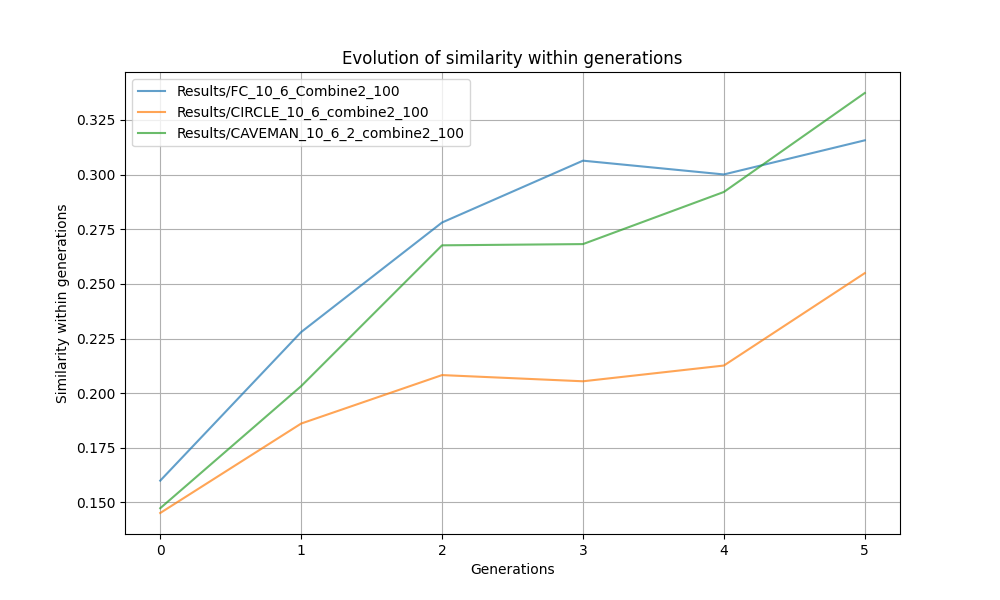 Evolution of similarity within generations
Results/FC_10_6_Combine2_100
Results/CIRCLE_10_6_combine2_100
Results/CAVEMAN_10_6_2_combine2_100
Similarity within generations
0.325
0.300
0.275
0.250
0.225
0.200
0.175
0.150
0 1 2 3 4 5
Generations